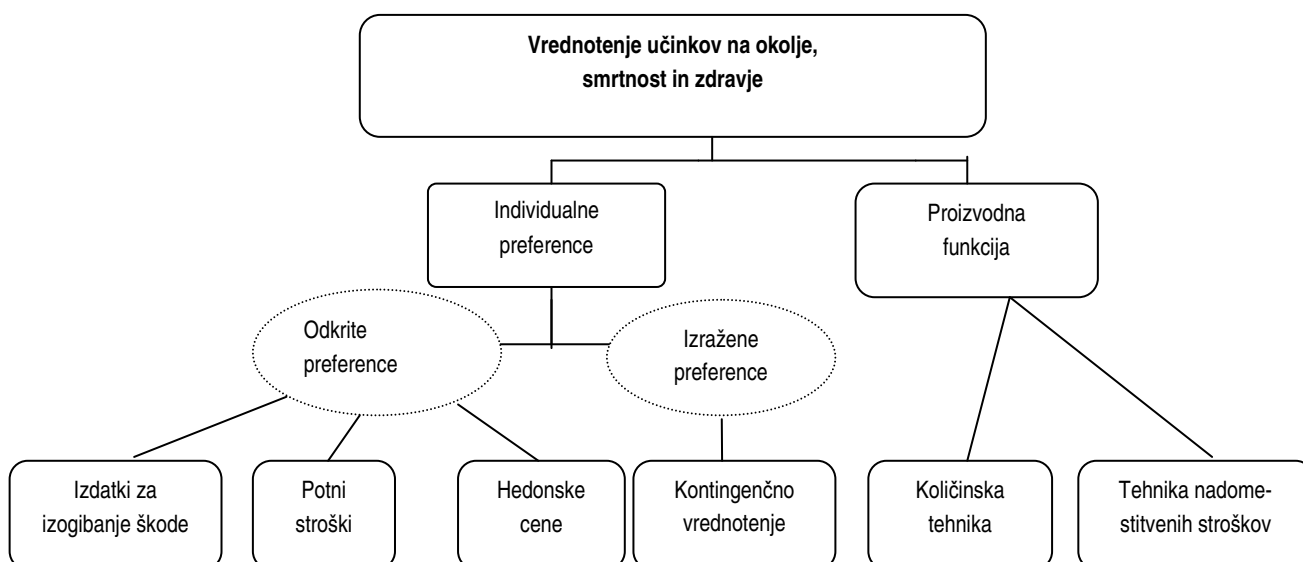 Vrednotenje učinkov na okolje,
smrtnost in zdravje
Individualne
preference
Proizvodna
funkcija
Odkrite
preference
Izražene
preference
Izdatki za
izogibanje škode
Potni
stroški
Hedonske
cene
Kontingenčno
vrednotenje
Količinska
tehnika
Tehnika nadome-
stitvenih stroškov